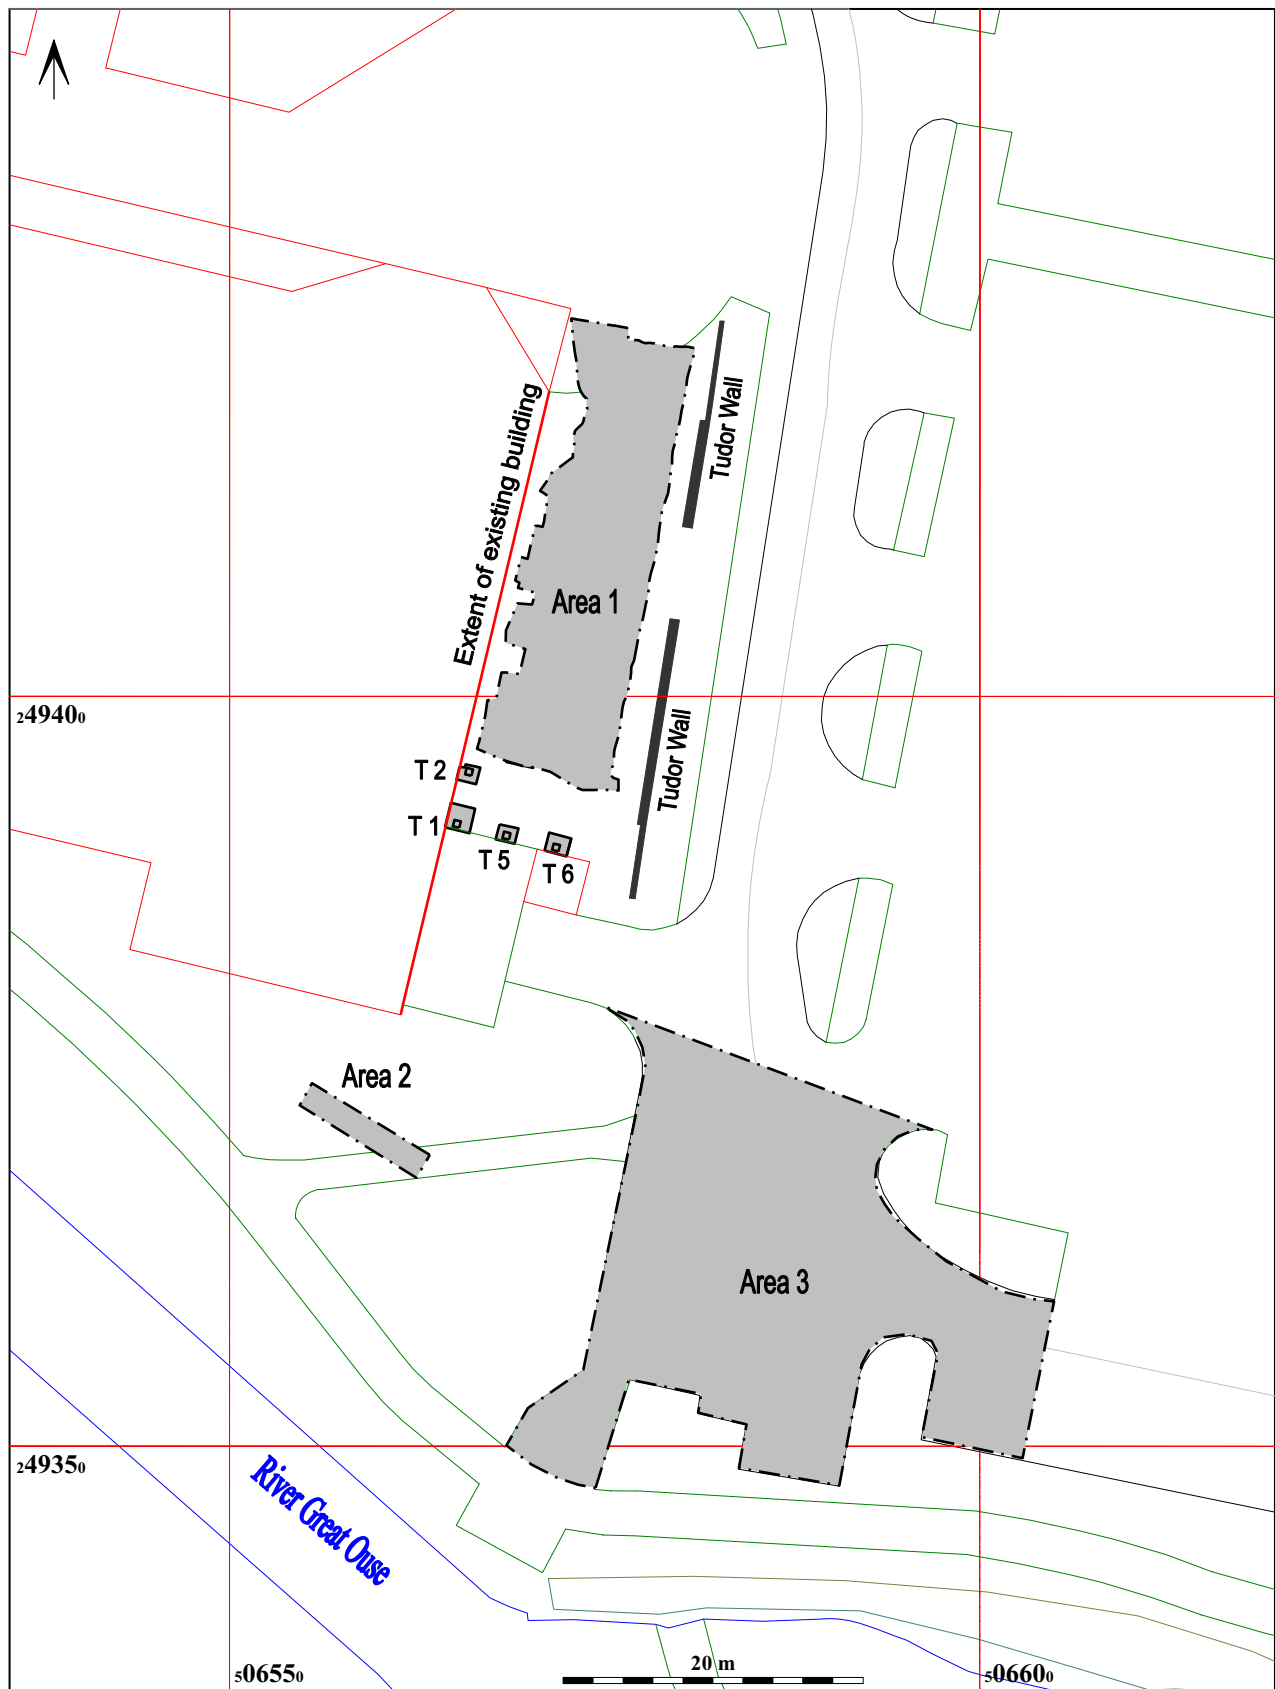 Extent of existing building
Tudor Wall
Area 1
249400
Tudor Wall
T 2
T 1
T 5
T 6
Area 2
Area 3
249350
River Great Ouse
506550
20 m
506600